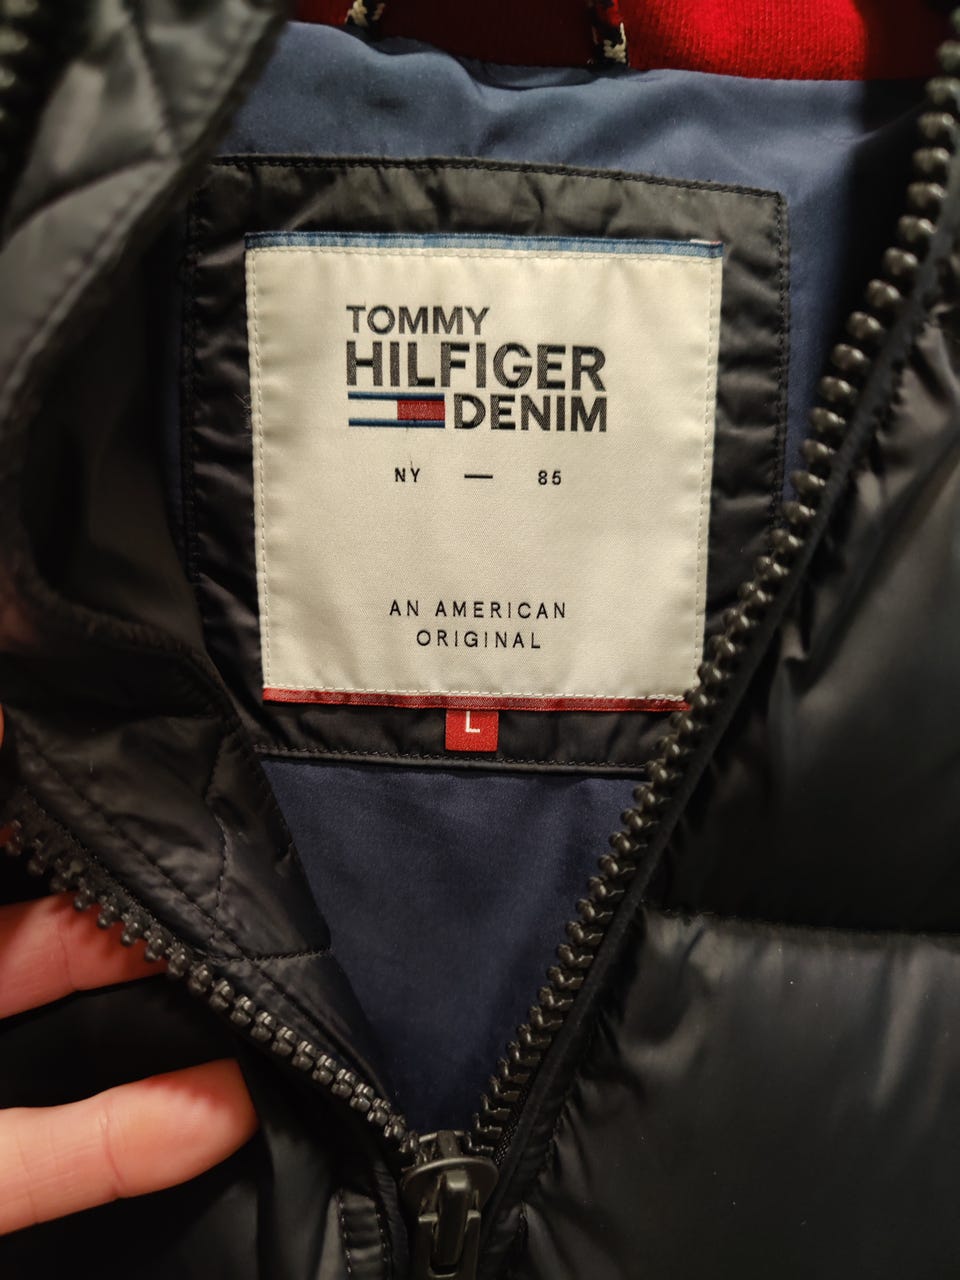 TOMMY
HILFIGER
DENIM
NY — 85
AN AMERICAN
ORIGINAL
L